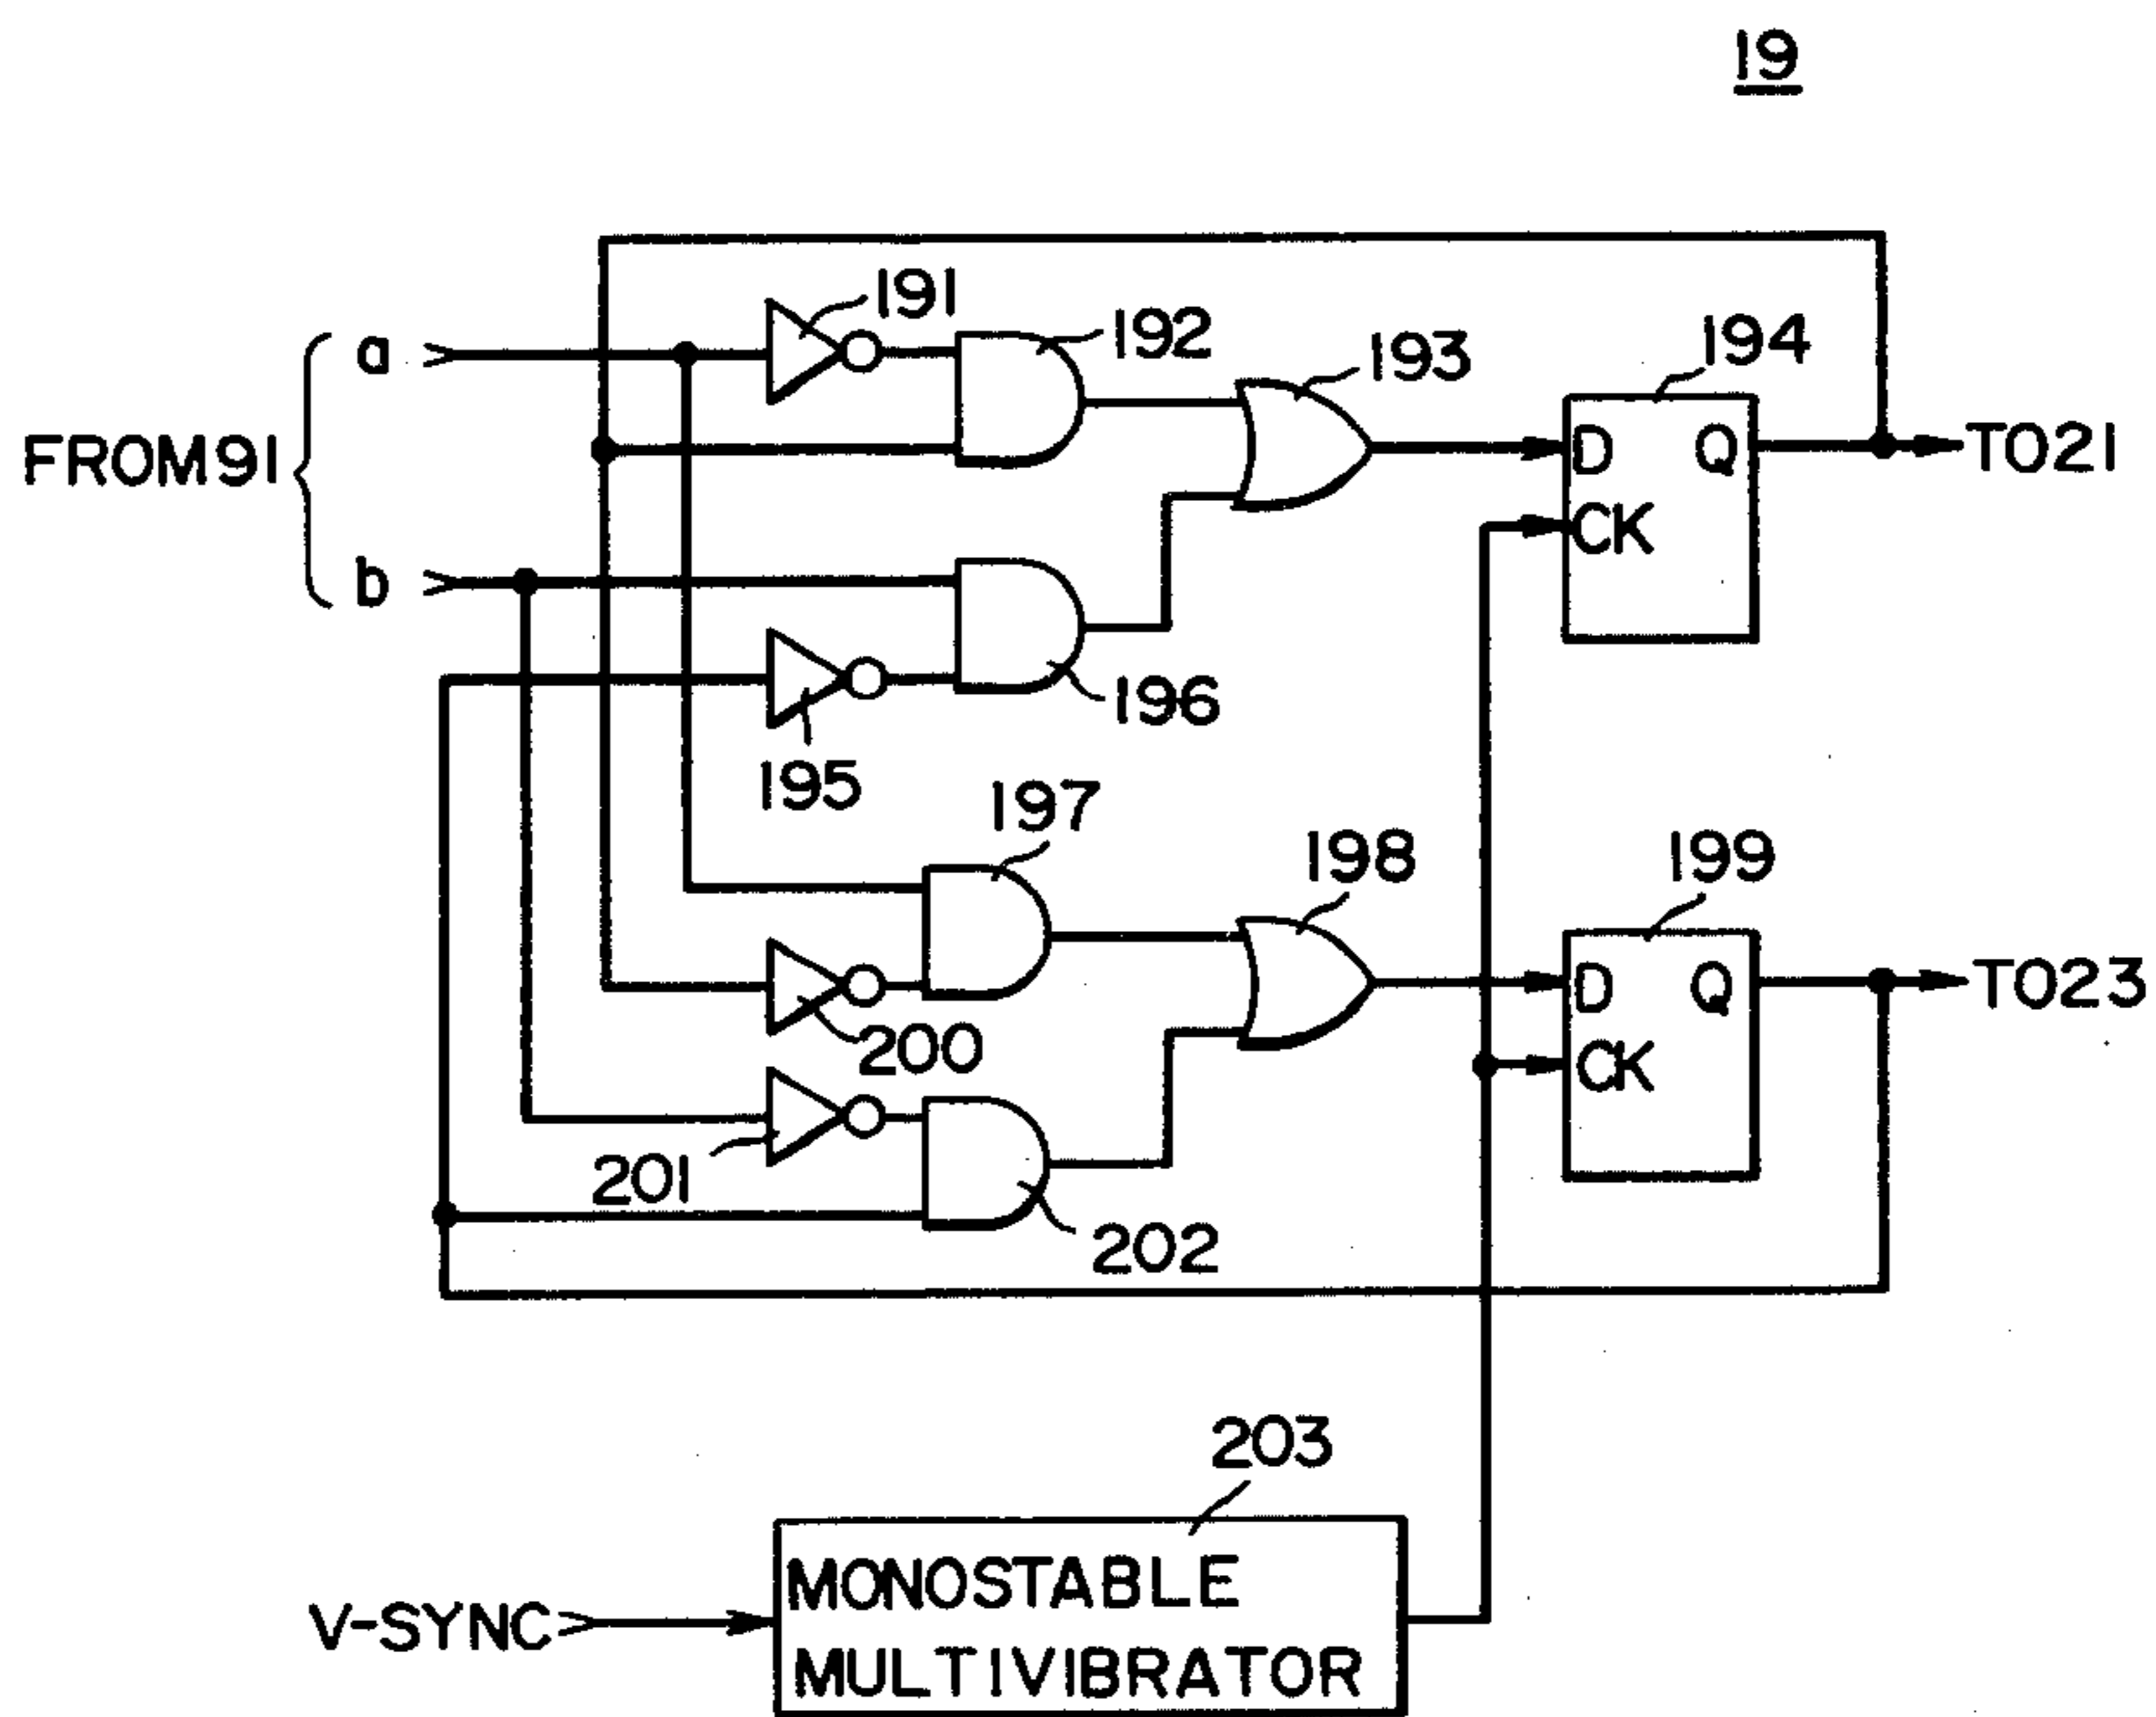 19
191
192
193
194
a
FROM91
D
Q
TO21
CK
b
196
195
197
198
199
D
Q
TO23
200
CK
201
202
203
MONOSTABLE
V-SYNC
MULTIVIBRATOR